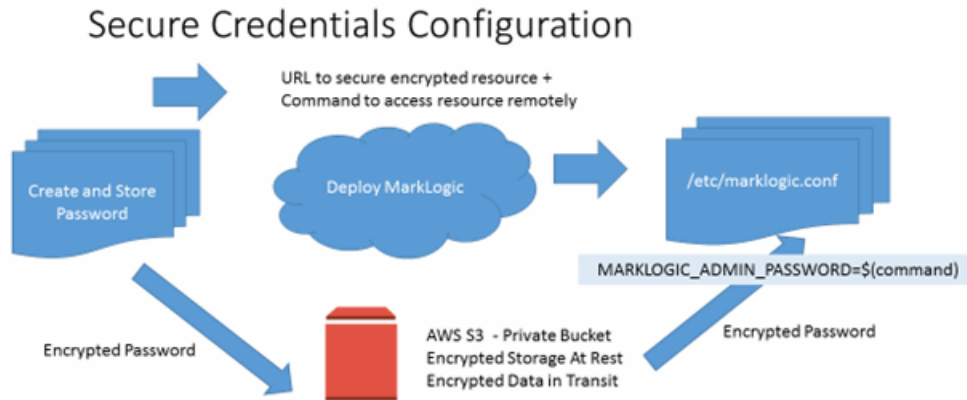 Secure Credentials Configuration
URL to secure encrypted resource +
Command to access resource remotely
Create and Store
Password
Deploy MarkLogic
/etc/marklogic.conf
MARKLOGIC_ADMIN_PASSWORD=$(command)
Encrypted Password
AWS S3 - Private Bucket
Encrypted Storage At Rest
Encrypted Data in Transit
Encrypted Password